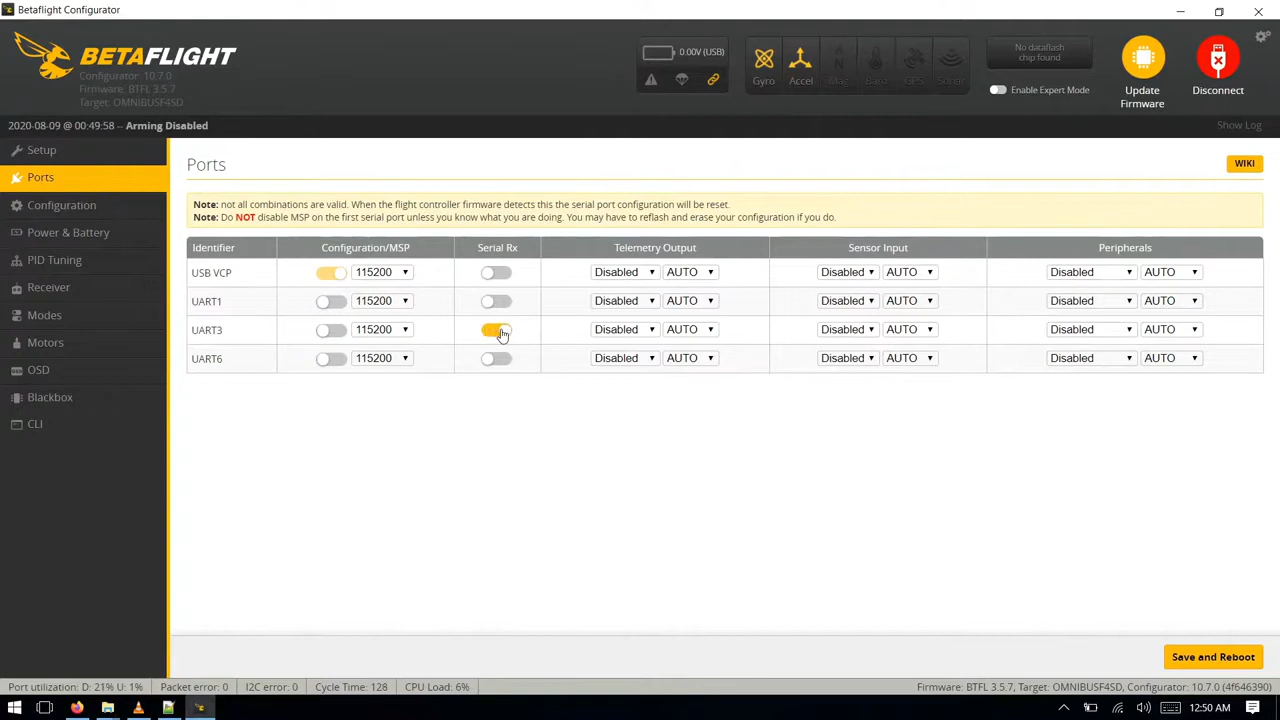 Betaflight Configurator
BETAFLIGHT
Configurator: 10.7.0
Firmware: BTFL 3.5.7
Target: OMNIBUSF4SD
0.00V (USB)
Gyro
Accel
Mag
Baro
GPS
Sonar
No dataflash
chip found
Enable Expert Mode
Update
Firmware
Disconnect
2020-08-09 @ 00:49:58 -- Arming Disabled
Show Log
Setup
Ports
Configuration
Power & Battery
PID Tuning
Receiver
Modes
Motors
OSD
Blackbox
CLI
Ports
WIKI
Note: not all combinations are valid. When the flight controller firmware detects this the serial port configuration will be reset.
Note: Do NOT disable MSP on the first serial port unless you know what you are doing. You may have to reflash and erase your configuration if you do.
Identifier Configuration/MSP Serial Rx Telemetry Output Sensor Input Peripherals
USB VCP 115200 Disabled AUTO Disabled AUTO Disabled AUTO
UART1 115200 Disabled AUTO Disabled AUTO Disabled AUTO
UART3 115200 Disabled AUTO Disabled AUTO Disabled AUTO
UART6 115200 Disabled AUTO Disabled AUTO Disabled AUTO
Save and Reboot
Port utilization: D: 21% U: 1% Packet error: 0 I2C error: 0 Cycle Time: 128 CPU Load: 6% Firmware: BTFL 3.5.7, Target: OMNIBUSF4SD, Configurator: 10.7.0 (4f646390)
12:50 AM